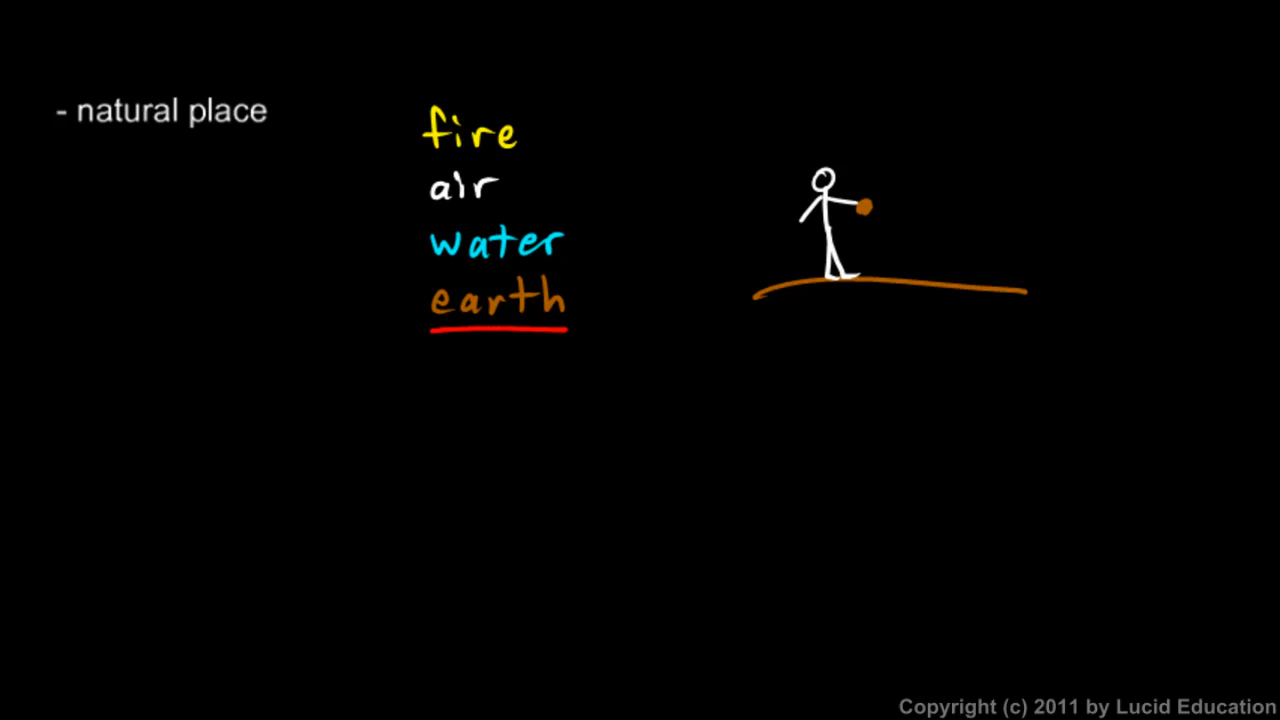 - natural place
fire
air
water
earth
Copyright (c) 2011 by Lucid Education